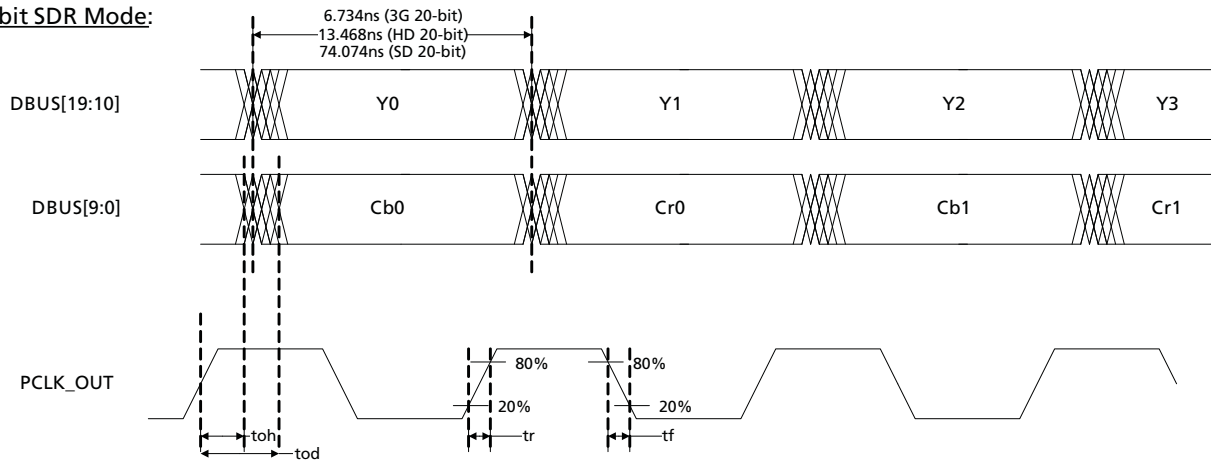 bit SDR Mode:
6.734ns (3G 20-bit)
13.468ns (HD 20-bit)
74.074ns (SD 20-bit)
DBUS[19:10]
Y0
Y1
Y2
Y3
DBUS[9:0]
Cb0
Cr0
Cb1
Cr1
PCLK_OUT
80%
80%
20%
20%
toh
tr
tf
tod